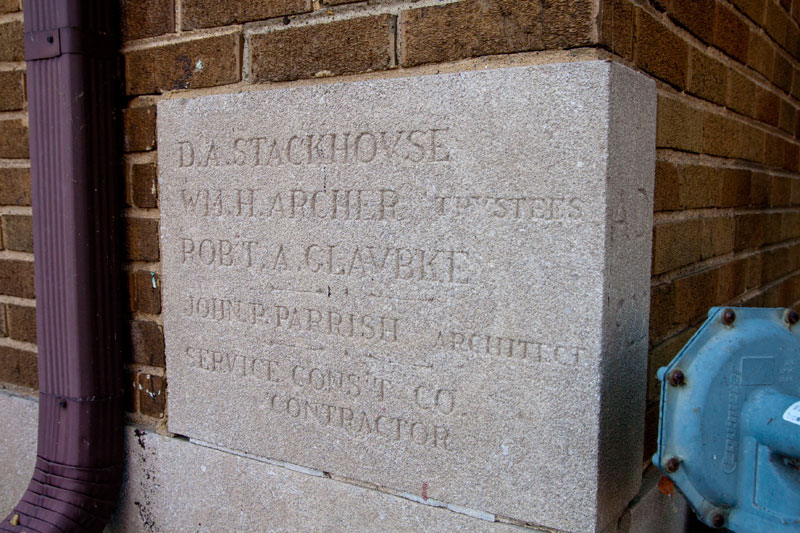 D.A. STACKHOVSE
WM. H. ARCHER TRVSTEES
ROB'T. A. GLAVBKE
JOHN P. PARRISH ARCHITECT
SERVICE CONS'T CO.
CONTRACTOR